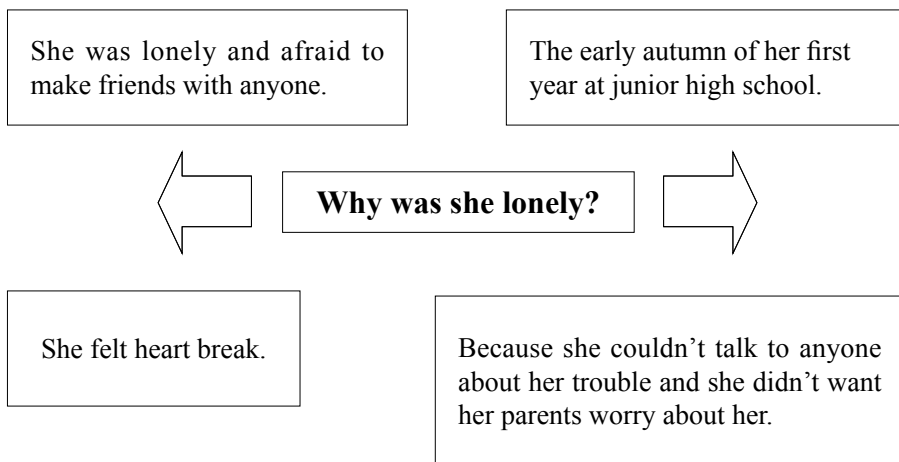 She was lonely and afraid to
make friends with anyone.
The early autumn of her first
year at junior high school.
Why was she lonely?
She felt heart break.
Because she couldn’t talk to anyone
about her trouble and she didn’t want
her parents worry about her.